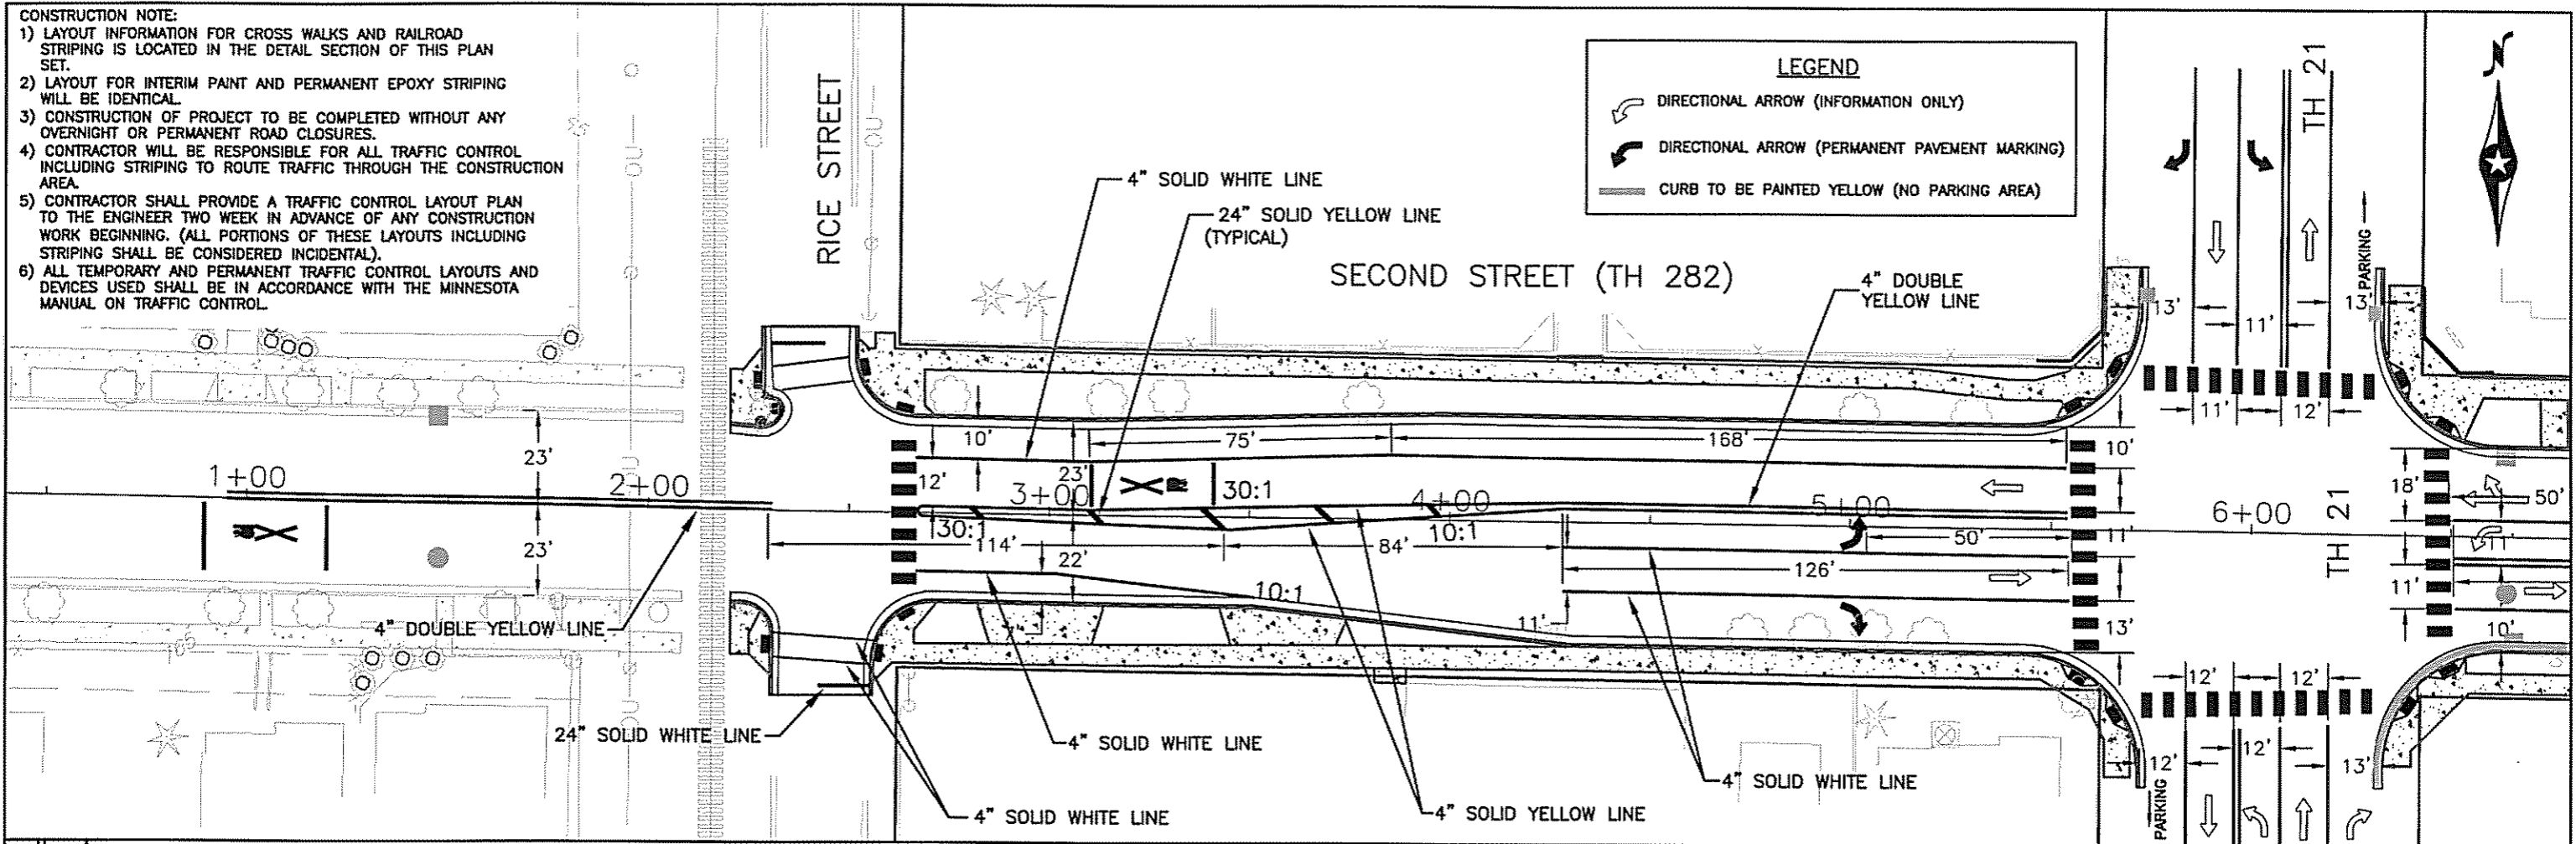 CONSTRUCTION NOTE:
1) LAYOUT INFORMATION FOR CROSS WALKS AND RAILROAD
STRIPING IS LOCATED IN THE DETAIL SECTION OF THIS PLAN
SET.
2) LAYOUT FOR INTERIM PAINT AND PERMANENT EPOXY STRIPING
WILL BE IDENTICAL.
3) CONSTRUCTION OF PROJECT TO BE COMPLETED WITHOUT ANY
OVERNIGHT OR PERMANENT ROAD CLOSURES.
4) CONTRACTOR WILL BE RESPONSIBLE FOR ALL TRAFFIC CONTROL
INCLUDING STRIPING TO ROUTE TRAFFIC THROUGH THE CONSTRUCTION
AREA.
5) CONTRACTOR SHALL PROVIDE A TRAFFIC CONTROL LAYOUT PLAN
TO THE ENGINEER TWO WEEK IN ADVANCE OF ANY CONSTRUCTION
WORK BEGINNING. (ALL PORTIONS OF THESE LAYOUTS INCLUDING
STRIPING SHALL BE CONSIDERED INCIDENTAL).
6) ALL TEMPORARY AND PERMANENT TRAFFIC CONTROL LAYOUTS AND
DEVICES USED SHALL BE IN ACCORDANCE WITH THE MINNESOTA
MANUAL ON TRAFFIC CONTROL.
RICE STREET
OU
OU
4" SOLID WHITE LINE
24" SOLID YELLOW LINE
(TYPICAL)
SECOND STREET (TH 282)
4" DOUBLE
YELLOW LINE
LEGEND
DIRECTIONAL ARROW (INFORMATION ONLY)
DIRECTIONAL ARROW (PERMANENT PAVEMENT MARKING)
CURB TO BE PAINTED YELLOW (NO PARKING AREA)
TH 21
N
PARKING
13'
11'
13'
11'
12'
10'
75'
168'
10'
23'
12'
23'
30:1
1+00
2+00
3+00
4+00
5+00
6+00
18'
50'
23'
30:1
114'
22'
10:1
84'
50'
11'
11'
126'
11'
TH 21
10:1
11'
13'
10'
4" DOUBLE YELLOW LINE
24" SOLID WHITE LINE
4" SOLID WHITE LINE
4" SOLID WHITE LINE
4" SOLID YELLOW LINE
4" SOLID WHITE LINE
12'
12'
12'
12'
13'
PARKING